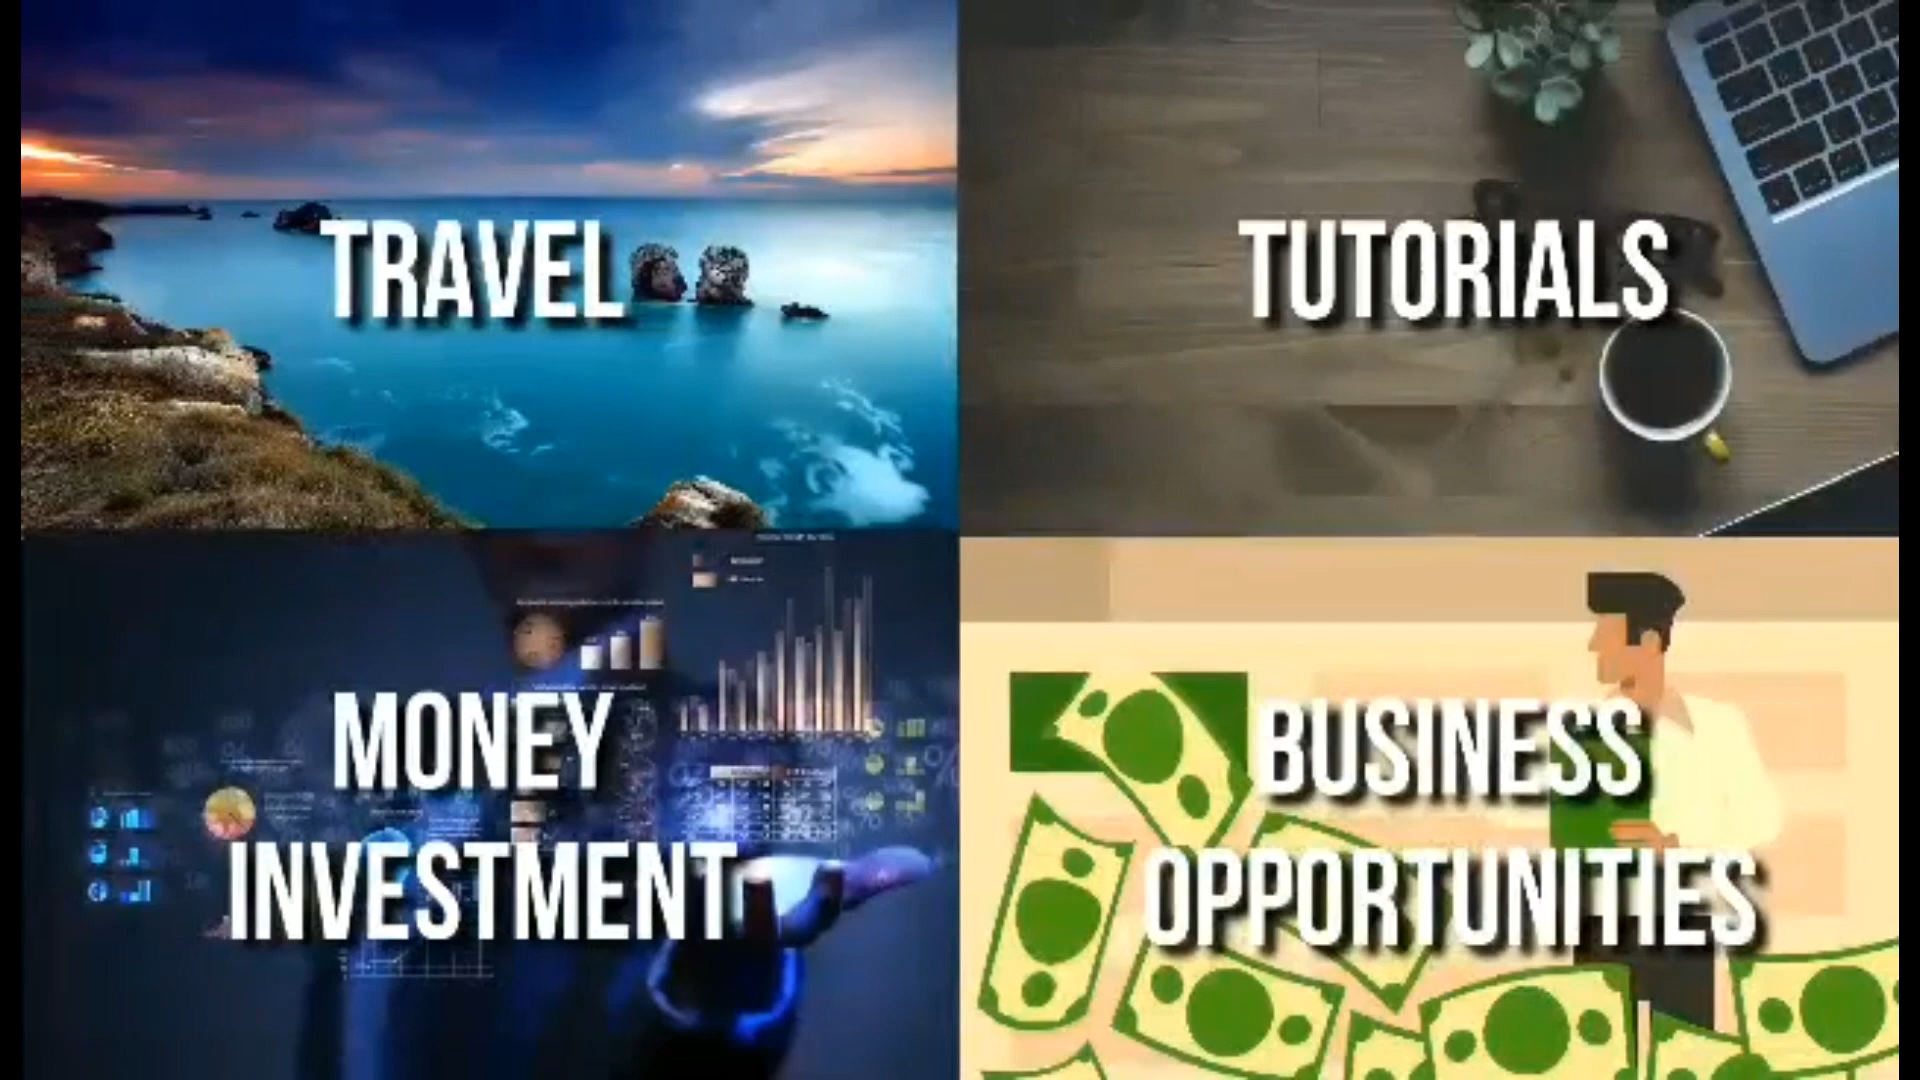 TRAVEL
TUTORIALS
MONEY
INVESTMENT
BUSINESS
OPPORTUNITIES